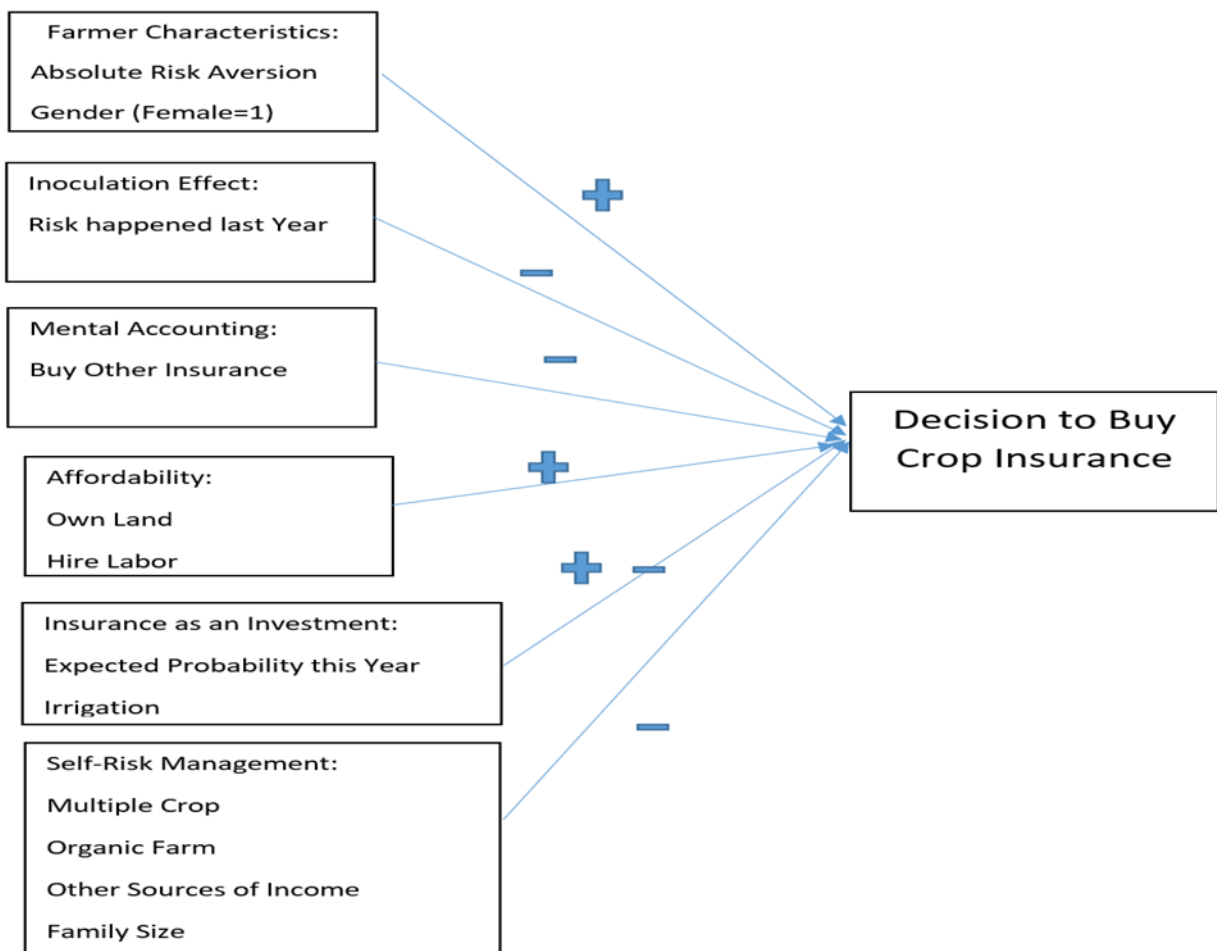 Farmer Characteristics:
Absolute Risk Aversion
Gender (Female=1)
Inoculation Effect:
Risk happened last Year
Mental Accounting:
Buy Other Insurance
Affordability:
Own Land
Hire Labor
Insurance as an Investment:
Expected Probability this Year
Irrigation
Self-Risk Management:
Multiple Crop
Organic Farm
Other Sources of Income
Family Size
Decision to Buy
Crop Insurance